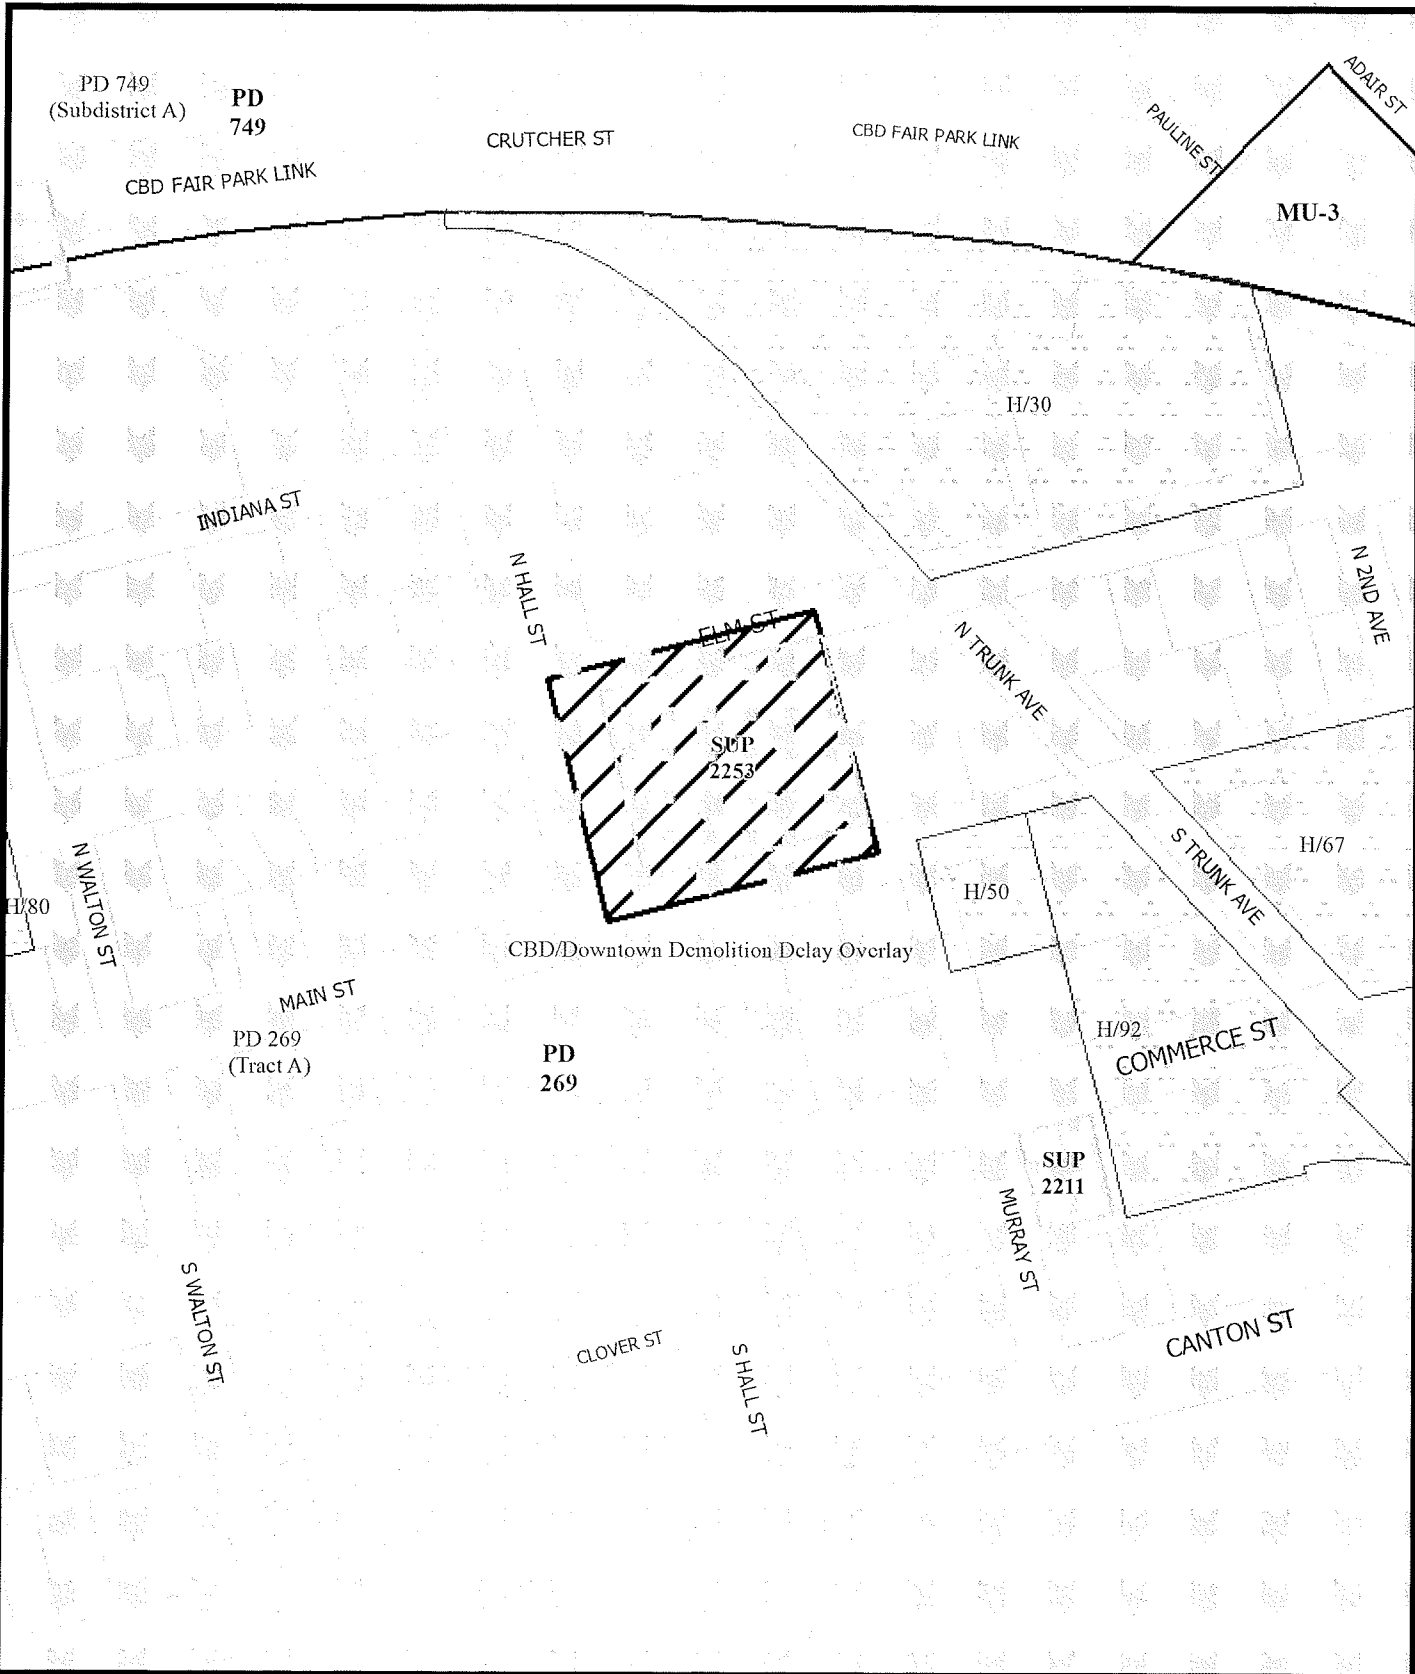 ADAIR ST
PD 749
(Subdistrict A)
PD
749
CRUTCHER ST
CBD FAIR PARK LINK
PAULINE ST
CBD FAIR PARK LINK
MU-3
H/30
INDIANA ST
N HALL ST
N 2ND AVE
ELM ST
N TRUNK AVE
SUP
2253
S TRUNK AVE
H/67
N WALTON ST
H/50
H/80
CBD/Downtown Demolition Delay Overlay
MAIN ST
H/92
COMMERCE ST
PD 269
(Tract A)
PD
269
SUP
2211
MURRAY ST
S WALTON ST
CLOVER ST
S HALL ST
CANTON ST